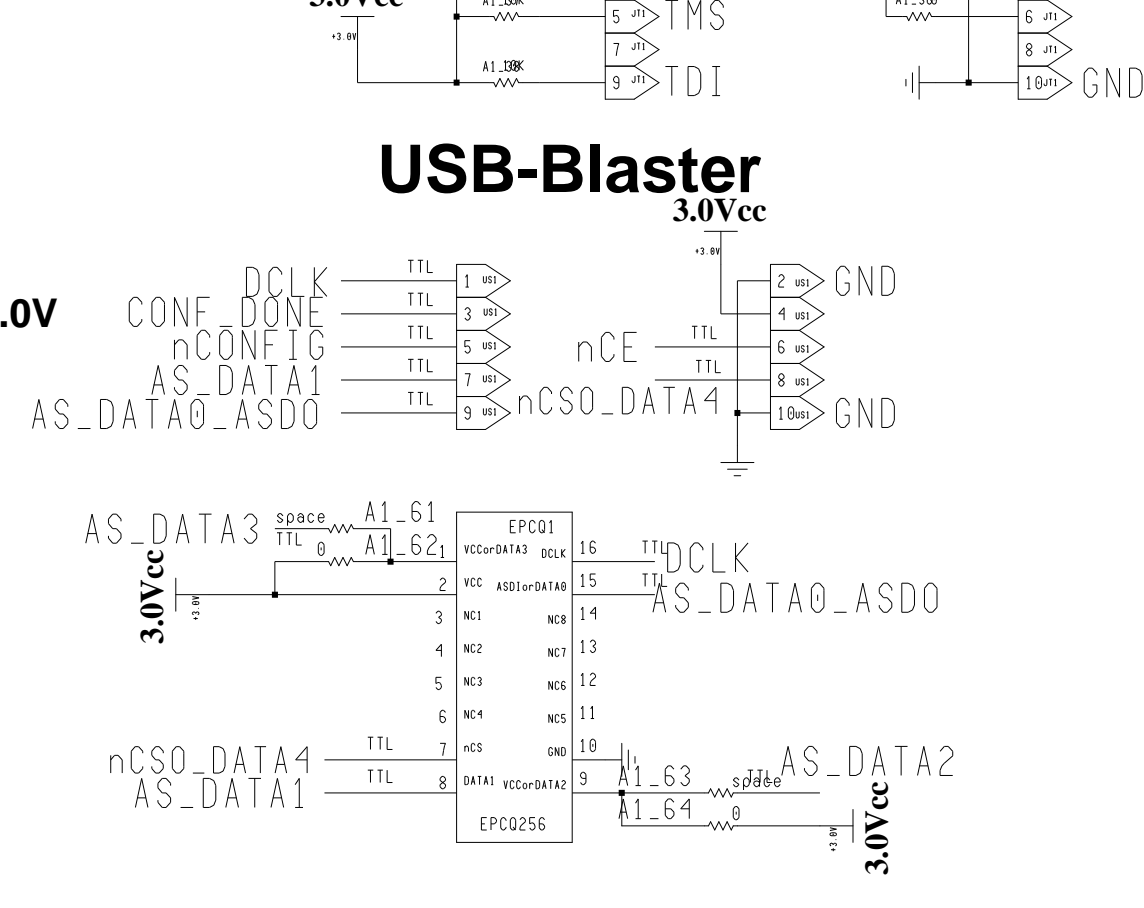 3.0Vcc
+3.0V
5 JT1 TMS
7 JT1
A1_38
9 JT1 TDI
6 JT1
8 JT1
10 JT1 GND
USB-Blaster
3.0Vcc
+3.0V
.0V
DCLK TTL 1 US1
CONF_DONE TTL 3 US1
nCONFIG TTL 5 US1
AS_DATA1 TTL 7 US1
AS_DATA0_ASDO TTL 9 US1
2 US1 GND
4 US1
nCE TTL 6 US1
nCSO_DATA4 TTL 8 US1
10 US1 GND
AS_DATA3 space A1_61
TTL 0 A1_62
3.0Vcc
+3.0V
EPCQ1
1 VCCorDATA3 DCLK 16 TTL DCLK
2 VCC ASDIorDATA0 15 TTL AS_DATA0_ASDO
3 NC1 NC8 14
4 NC2 NC7 13
5 NC3 NC6 12
6 NC4 NC5 11
nCSO_DATA4 TTL 7 nCS GND 10
AS_DATA1 TTL 8 DATA1 VCCorDATA2 9
EPCQ256
A1_63 space TTL AS_DATA2
A1_64 0
+3.0V
3.0Vcc